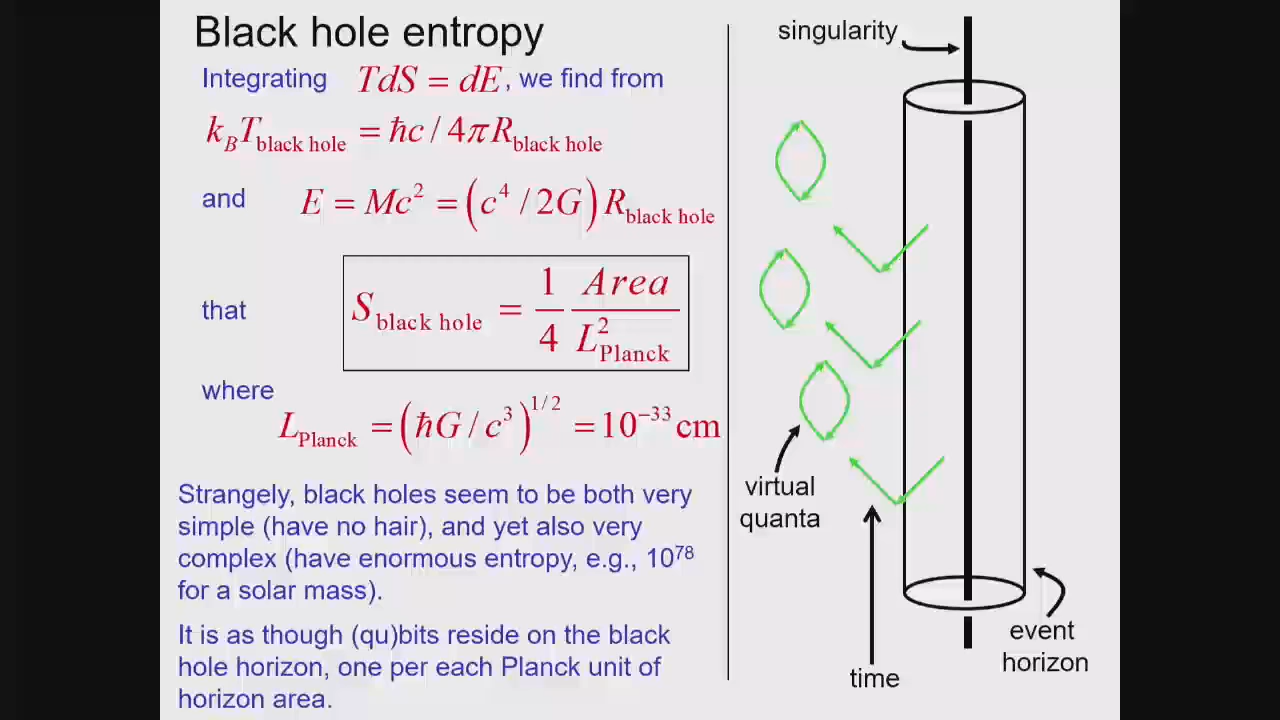 Black hole entropy
Integrating TdS = dE, we find from
k_B T_black hole = ℏc / 4πR_black hole
and E = Mc² = (c⁴ / 2G) R_black hole
that S_black hole = 1/4 Area/L²_Planck
where
L_Planck = (ℏG / c³)^1/2 = 10⁻³³ cm
Strangely, black holes seem to be both very
simple (have no hair), and yet also very
complex (have enormous entropy, e.g., 10⁷⁸
for a solar mass).
It is as though (qu)bits reside on the black
hole horizon, one per each Planck unit of
horizon area.
singularity
virtual
quanta
time
event
horizon